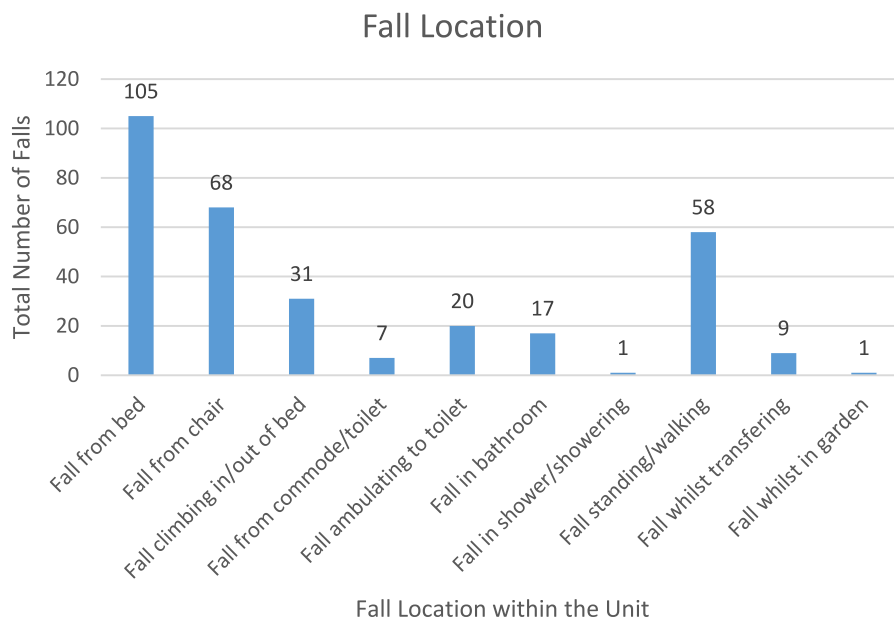 Fall Location
Total Number of Falls
120
100
80
60
40
20
0
105
68
31
7
20
17
1
58
9
1
Fall from bed
Fall from chair
Fall climbing in/out of bed
Fall from commode/toilet
Fall ambulating to toilet
Fall in bathroom
Fall in shower/showering
Fall standing/walking
Fall whilst transfering
Fall whilst in garden
Fall Location within the Unit